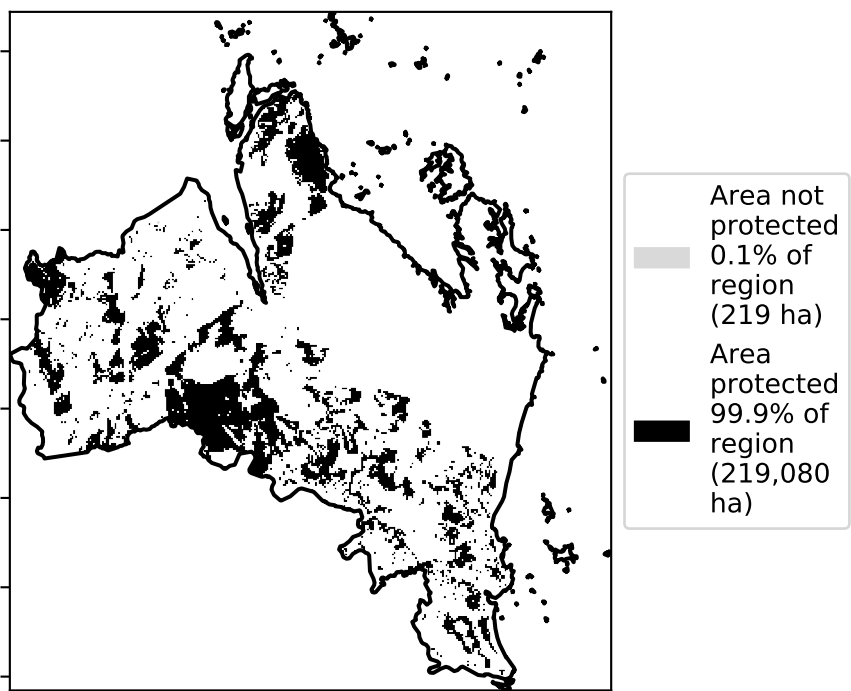 Area not
protected
0.1% of
region
(219 ha)
Area
protected
99.9% of
region
(219,080
ha)